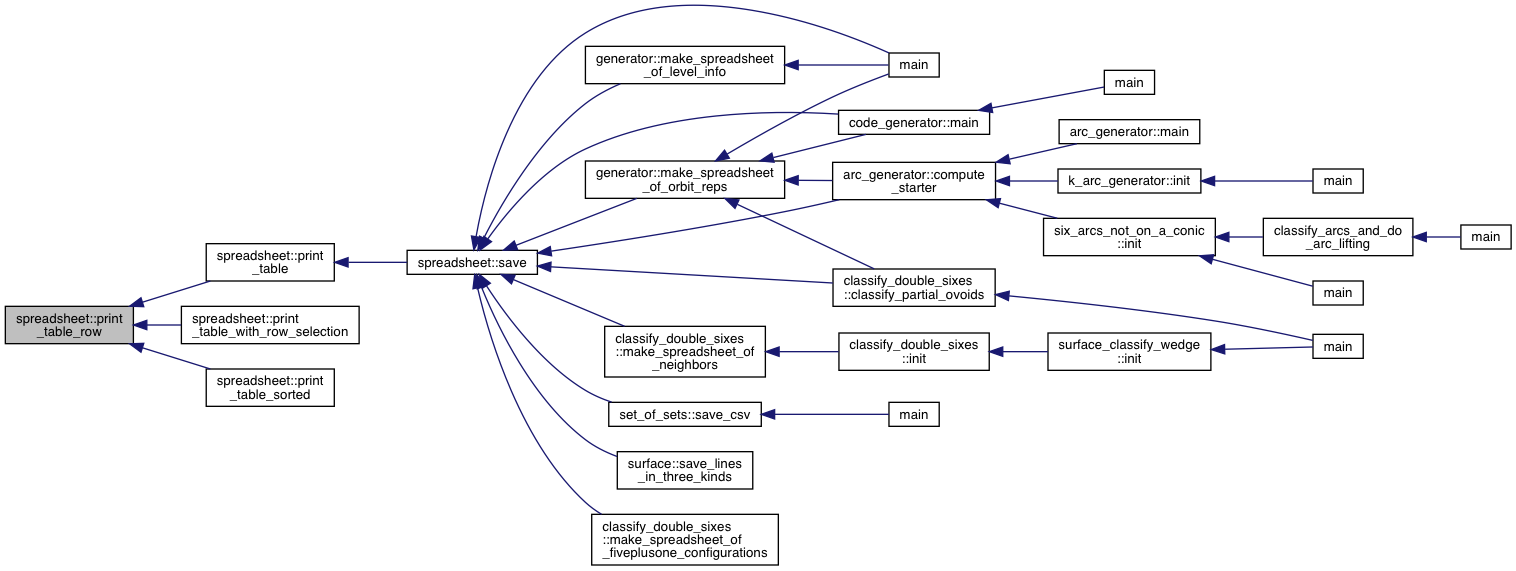 spreadsheet::print
_table_row
spreadsheet::print
_table
spreadsheet::print
_table_with_row_selection
spreadsheet::print
_table_sorted
spreadsheet::save
generator::make_spreadsheet
_of_level_info
generator::make_spreadsheet
_of_orbit_reps
classify_double_sixes
::make_spreadsheet_of
_neighbors
set_of_sets::save_csv
surface::save_lines
_in_three_kinds
classify_double_sixes
::make_spreadsheet_of
_fiveplusone_configurations
main
code_generator::main
arc_generator::compute
_starter
classify_double_sixes
::classify_partial_ovoids
classify_double_sixes
::init
main
main
arc_generator::main
k_arc_generator::init
six_arcs_not_on_a_conic
::init
surface_classify_wedge
::init
main
classify_arcs_and_do
_arc_lifting
main
main
main